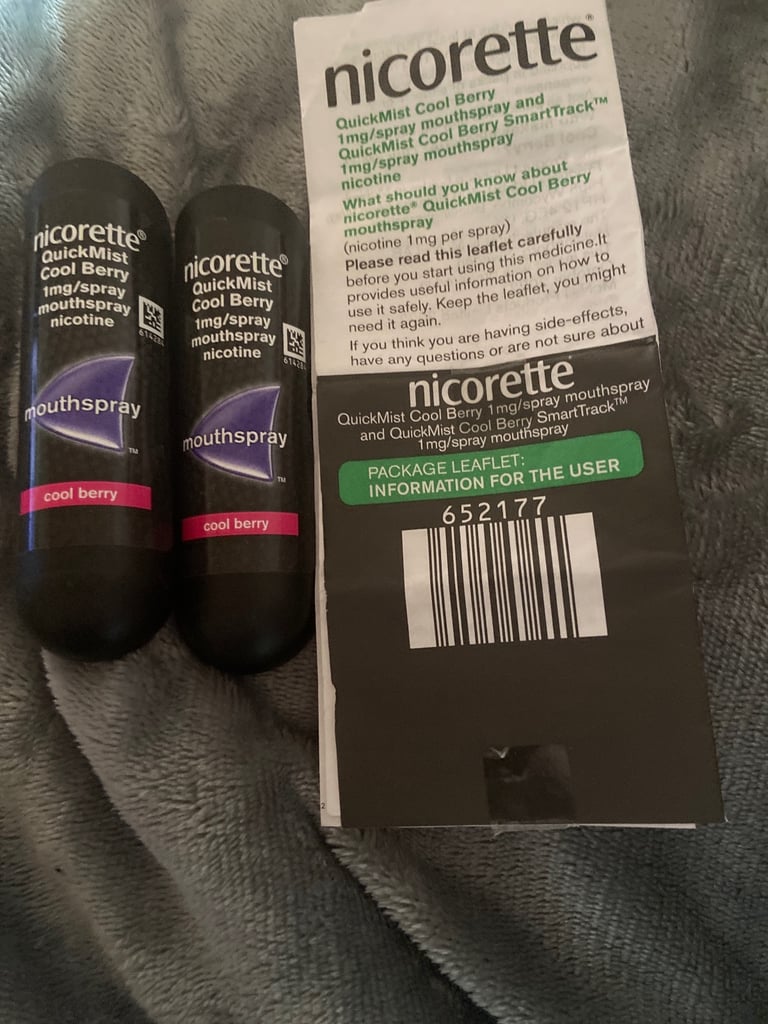 nicorette®
QuickMist
Cool Berry
1mg/spray
mouthspray
nicotine
mouthspray
TM
cool berry
nicorette®
QuickMist
Cool Berry
1mg/spray
mouthspray
nicotine
mouthspray
TM
cool berry
nicorette®
QuickMist Cool Berry
1mg/spray mouthspray and
QuickMist Cool Berry SmartTrack™
1mg/spray mouthspray
nicotine
What should you know about
nicorette® QuickMist Cool Berry
mouthspray
(nicotine 1mg per spray)
Please read this leaflet carefully
before you start using this medicine.It
provides useful information on how to
use it safely. Keep the leaflet, you might
need it again.
If you think you are having side-effects,
have any questions or are not sure about
nicorette
QuickMist Cool Berry 1mg/spray mouthspray
and QuickMist Cool Berry SmartTrack™
1mg/spray mouthspray
PACKAGE LEAFLET:
INFORMATION FOR THE USER
652177
2